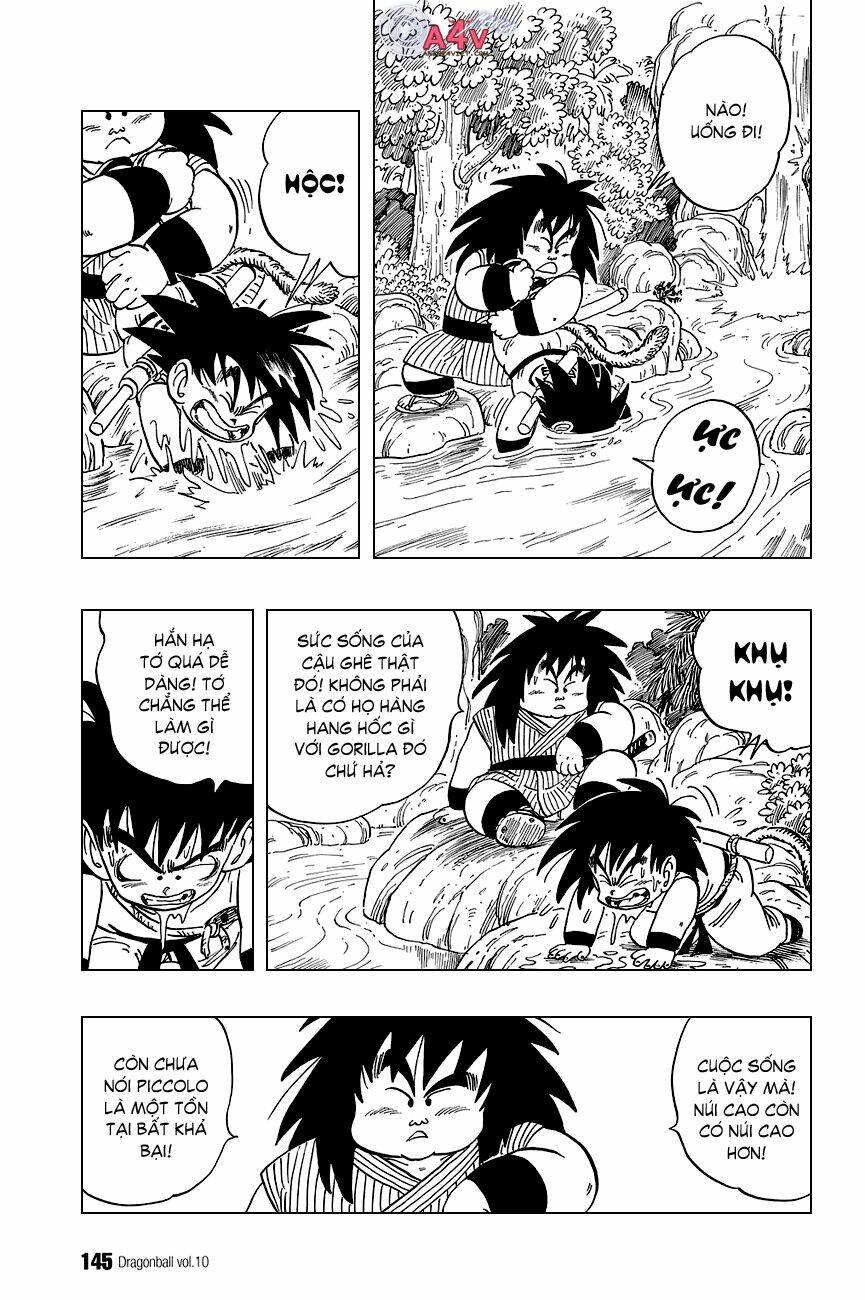 A4v
NÀO!
UỐNG ĐI!
ỰC
ỰC!
HỘC!
KHỤ
KHỤ!
SỨC SỐNG CỦA
CẬU GHÊ THẬT
ĐÓ! KHÔNG PHẢI
LÀ CÓ HỌ HÀNG
HANG HỐC GÌ
VỚI GORILLA ĐÓ
CHỨ HẢ?
HẮN HẠ
TỚ QUÁ DỄ
DÀNG! TỚ
CHẲNG THỂ
LÀM GÌ
ĐƯỢC!
CUỘC SỐNG
LÀ VẬY MÀ!
NÚI CAO CÒN
CÓ NÚI CAO
HƠN!
CÒN CHƯA
NÓI PICCOLO
LÀ MỘT TỒN
TẠI BẤT KHẢ
BẠI!
145 Dragonball vol.10